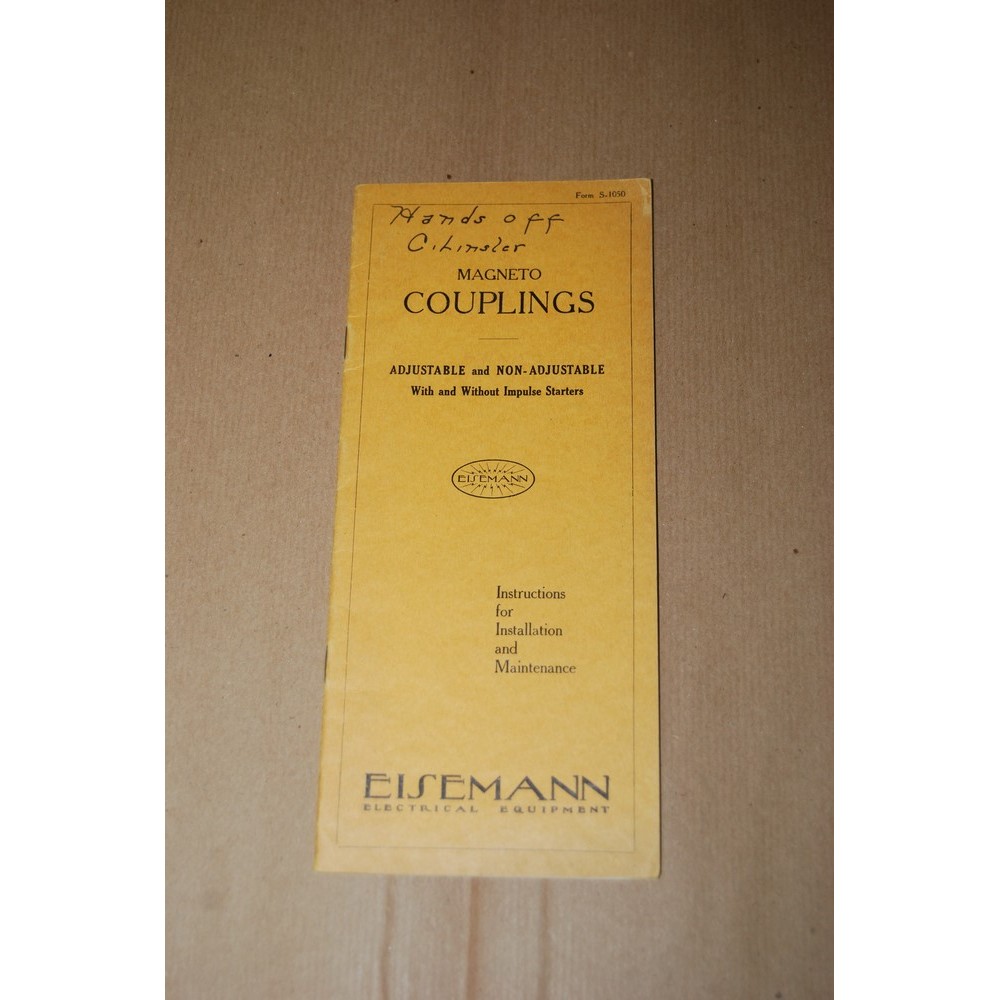 Form S-1050
Hands off
C. Linsler
MAGNETO
COUPLINGS
ADJUSTABLE and NON-ADJUSTABLE
With and Without Impulse Starters
EISEMANN
Instructions
for
Installation
and
Maintenance
EISEMANN
ELECTRICAL EQUIPMENT